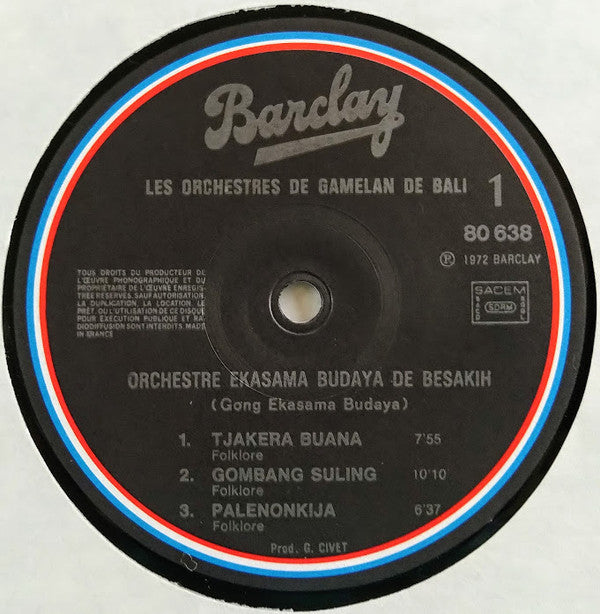 Barclay
LES ORCHESTRES DE GAMELAN DE BALI
1
80 638
Ⓟ 1972 BARCLAY
TOUS DROITS DU PRODUCTEUR DE
L'ŒUVRE PHONOGRAPHIQUE ET DU
PROPRIETAIRE DE L'ŒUVRE ENREGIS-
TREE RESERVES. SAUF AUTORISATION
LA DUPLICATION, LA LOCATION, LE
PRET, OU L'UTILISATION DE CE DISQUE
POUR EXECUTION PUBLIQUE ET RA-
DIODIFFUSION SONT INTERDITS. MADE
IN FRANCE
SACEM
SACD
SDRM
SGDL
ORCHESTRE EKASAMA BUDAYA DE BESAKIH
(Gong Ekasama Budaya)
1. TJAKERA BUANA 7'55
Folklore
2. GOMBANG SULING 10'10
Folklore
3. PALENONKIJA 6'37
Folklore
Prod. G. CIVET